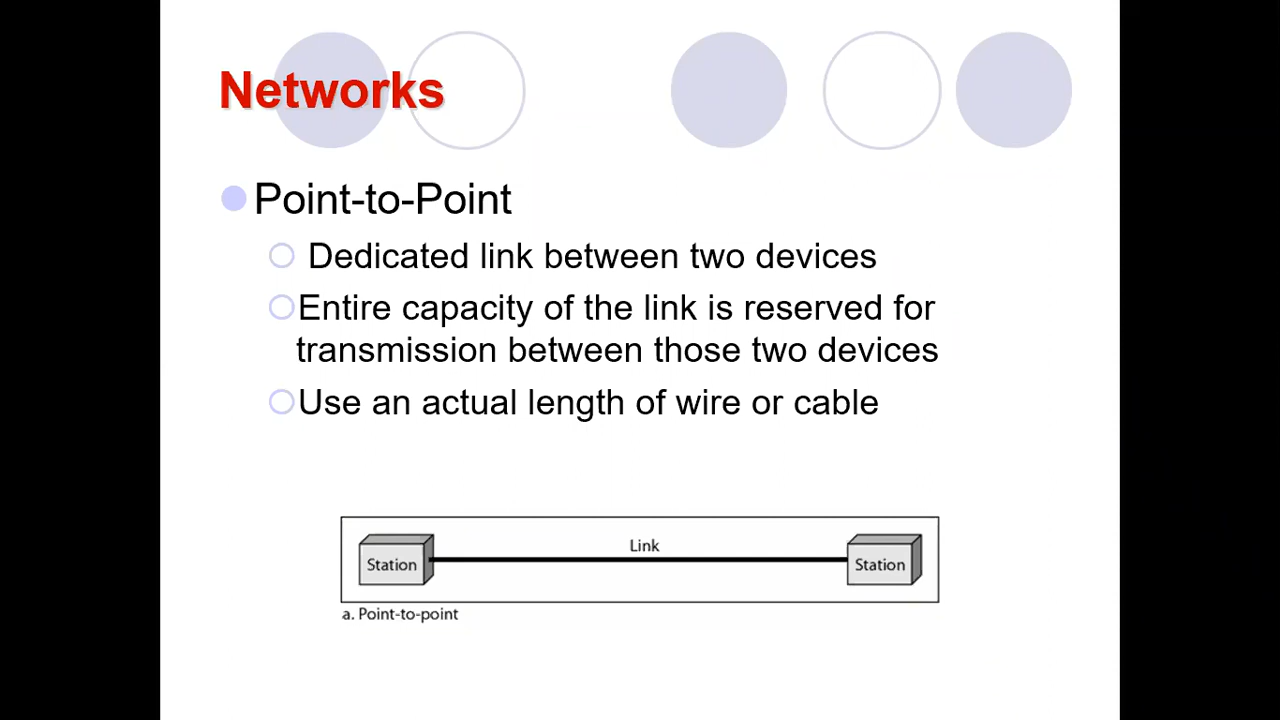 Networks
Point-to-Point
Dedicated link between two devices
Entire capacity of the link is reserved for
transmission between those two devices
Use an actual length of wire or cable
Link
Station
Station
a. Point-to-point